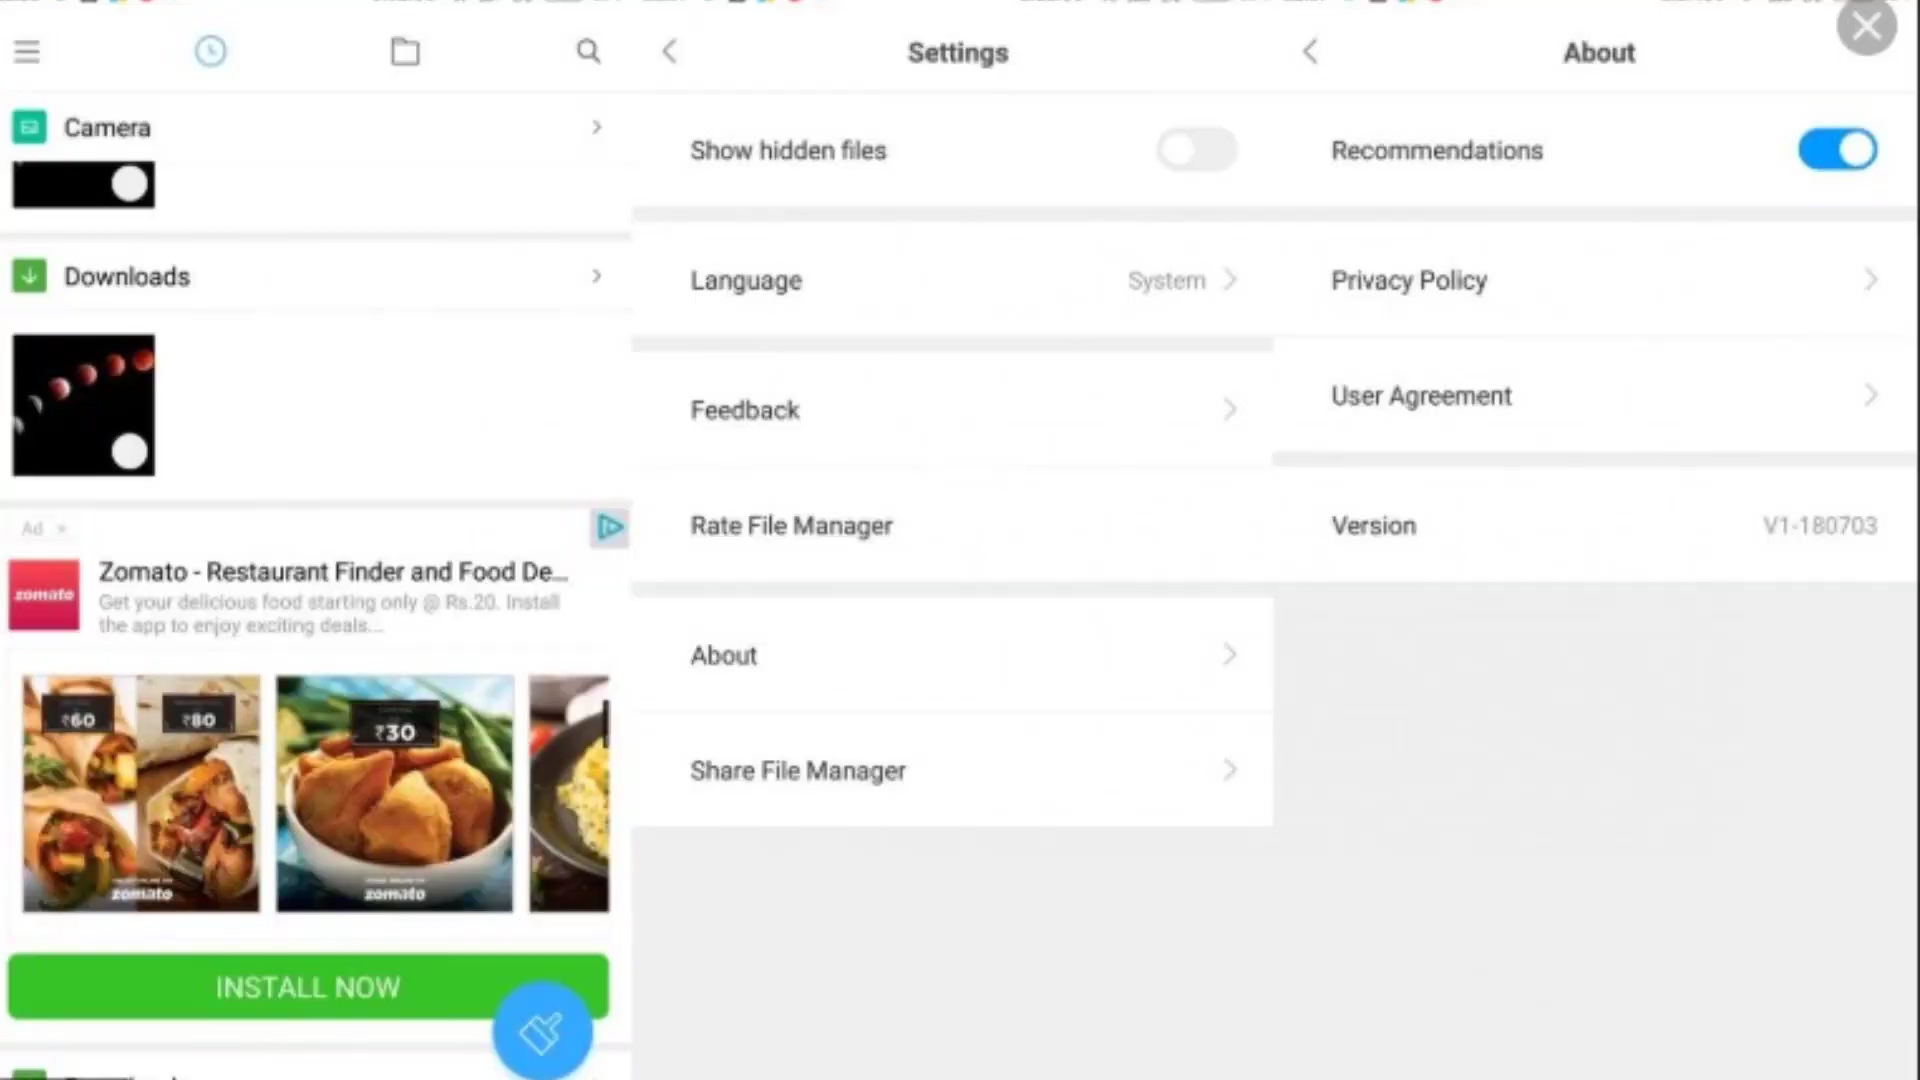 Camera
Downloads
Ad
Zomato - Restaurant Finder and Food De...
zomato
Get your delicious food starting only @ Rs.20. Install
the app to enjoy exciting deals...
₹60
₹80
₹30
zomato
zomato
INSTALL NOW
Settings
Show hidden files
Language
System
Feedback
Rate File Manager
About
Share File Manager
About
Recommendations
Privacy Policy
User Agreement
Version
V1-180703